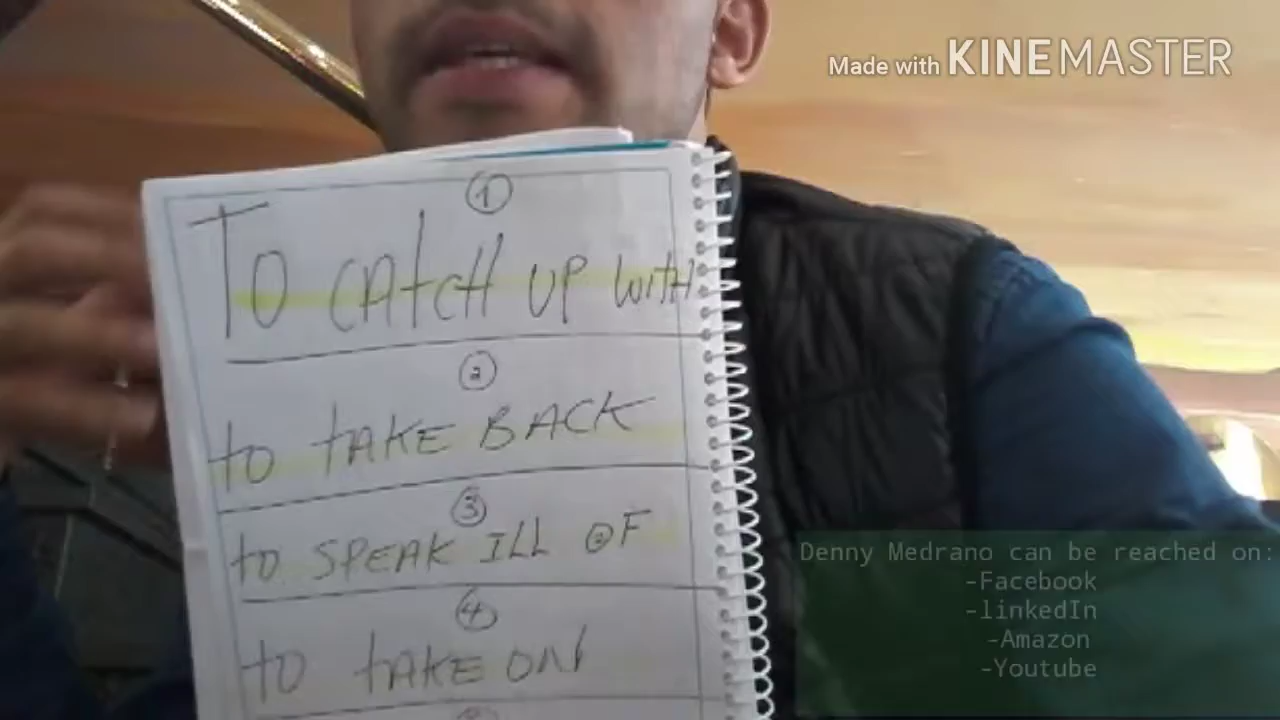 Made with KINEMASTER
①
TO CAtCH UP WITH
②
to tAKE BACK
③
to SPEAK ILL OF
④
to tAKE ON
Denny Medrano can be reached on:
-Facebook
-linkedIn
-Amazon
-Youtube